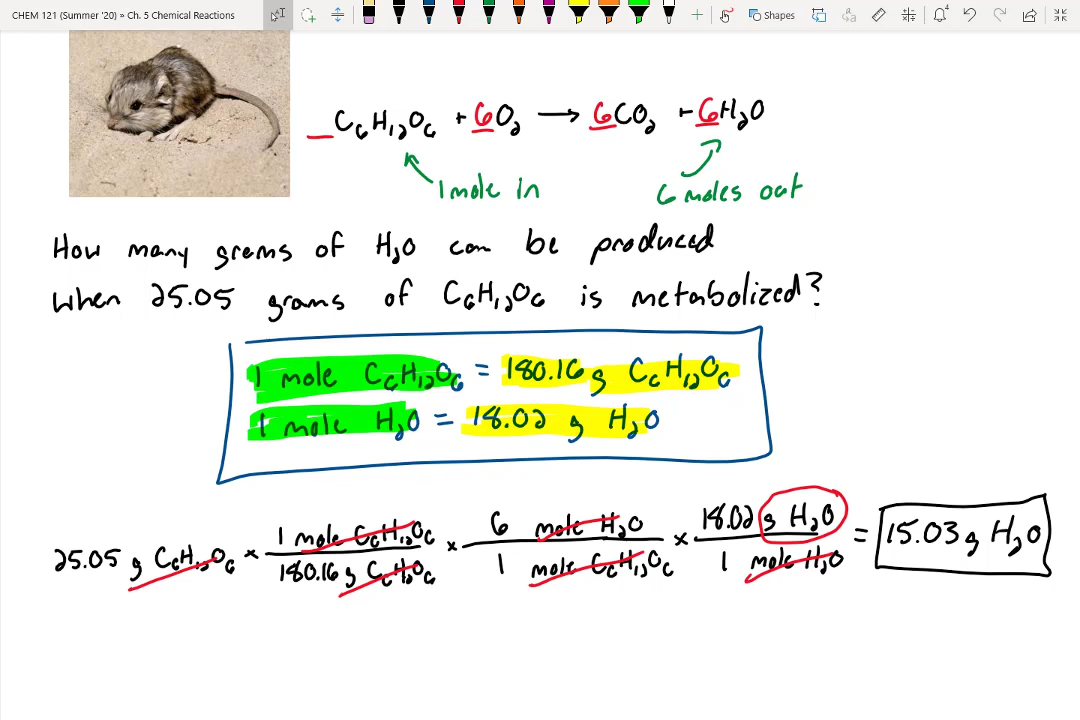 CHEM 121 (Summer '20) » Ch. 5 Chemical Reactions
Shapes
_C₆H₁₂O₆ + 6O₂ → 6CO₂ + 6H₂O
1 mole in 6 moles out
How many grams of H₂O can be produced
when 25.05 grams of C₆H₁₂O₆ is metabolized?
1 mole C₆H₁₂O₆ = 180.16 g C₆H₁₂O₆
1 mole H₂O = 18.02 g H₂O
25.05 g C₆H₁₂O₆ × 1 mole C₆H₁₂O₆ / 180.16 g C₆H₁₂O₆ × 6 mole H₂O / 1 mole C₆H₁₂O₆ × 18.02 g H₂O / 1 mole H₂O = 15.03 g H₂O